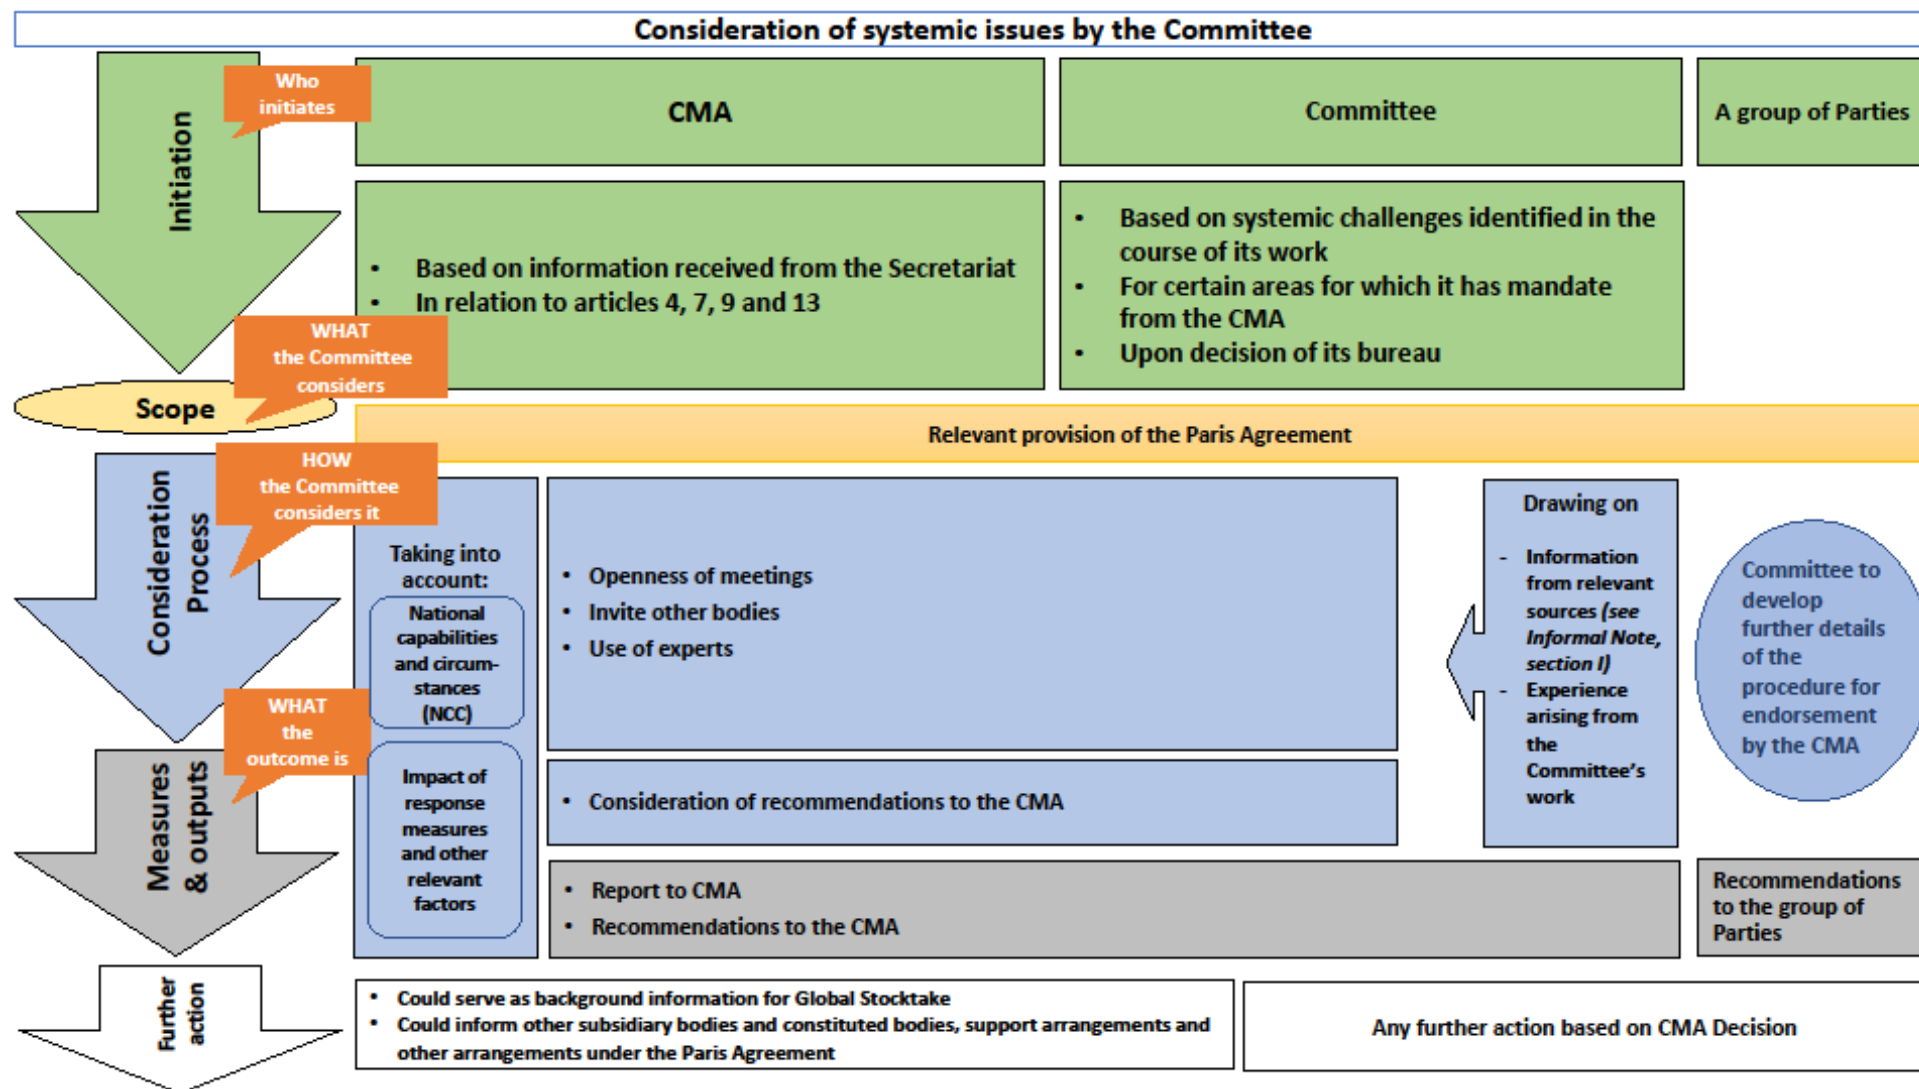 Consideration of systemic issues by the Committee
Initiation
Who
initiates
CMA
Committee
A group of Parties
• Based on information received from the Secretariat
• In relation to articles 4, 7, 9 and 13
• Based on systemic challenges identified in the
course of its work
• For certain areas for which it has mandate
from the CMA
• Upon decision of its bureau
Scope
WHAT
the Committee
considers
Relevant provision of the Paris Agreement
Consideration
Process
HOW
the Committee
considers it
Taking into
account:
National
capabilities
and circum-
stances
(NCC)
Impact of
response
measures
and other
relevant
factors
• Openness of meetings
• Invite other bodies
• Use of experts
• Consideration of recommendations to the CMA
Drawing on
- Information
from relevant
sources (see
Informal Note,
section I)
- Experience
arising from
the
Committee's
work
Committee to
develop
further details
of the
procedure for
endorsement
by the CMA
Measures
& outputs
WHAT
the
outcome is
• Report to CMA
• Recommendations to the CMA
Recommendations
to the group of
Parties
Further
action
• Could serve as background information for Global Stocktake
• Could inform other subsidiary bodies and constituted bodies, support arrangements and
other arrangements under the Paris Agreement
Any further action based on CMA Decision